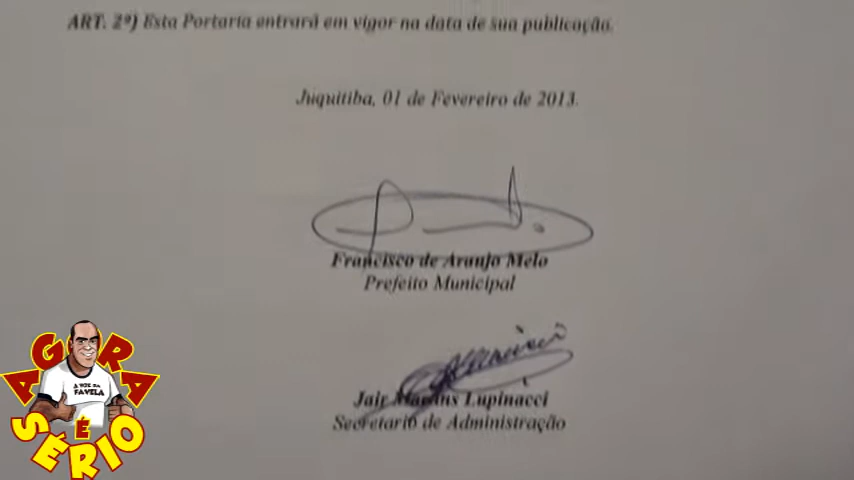 ART. 2º) Esta Portaria entrará em vigor na data de sua publicação.
Juquitiba, 01 de Fevereiro de 2013.
Francisco de Araujo Melo
Prefeito Municipal
Jair Martins Lupinacci
Secretario de Administração
AGORA
A VOZ DA
FAVELA
É
SÉRIO